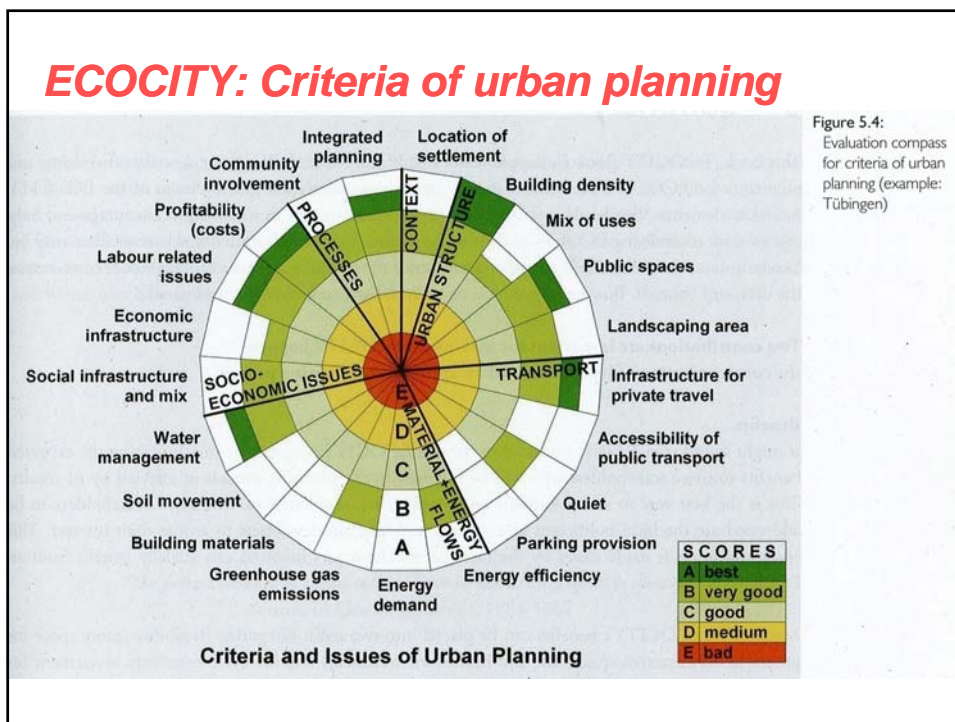 ECOCITY: Criteria of urban planning
Figure 5.4:
Evaluation compass
for criteria of urban
planning (example:
Tübingen)
Integrated
planning
Location of
settlement
Community
involvement
Building density
Profitability
(costs)
Mix of uses
Labour related
issues
Public spaces
Economic
infrastructure
Landscaping area
Social infrastructure
and mix
Infrastructure for
private travel
Water
management
Accessibility of
public transport
Soil movement
Quiet
Building materials
Parking provision
Greenhouse gas
emissions
Energy
demand
Energy efficiency
PROCESSES
CONTEXT
URBAN STRUCTURE
TRANSPORT
SOCIO-
ECONOMIC ISSUES
MATERIAL+ENERGY
FLOWS
E
D
C
B
A
SCORES
A best
B very good
C good
D medium
E bad
Criteria and Issues of Urban Planning